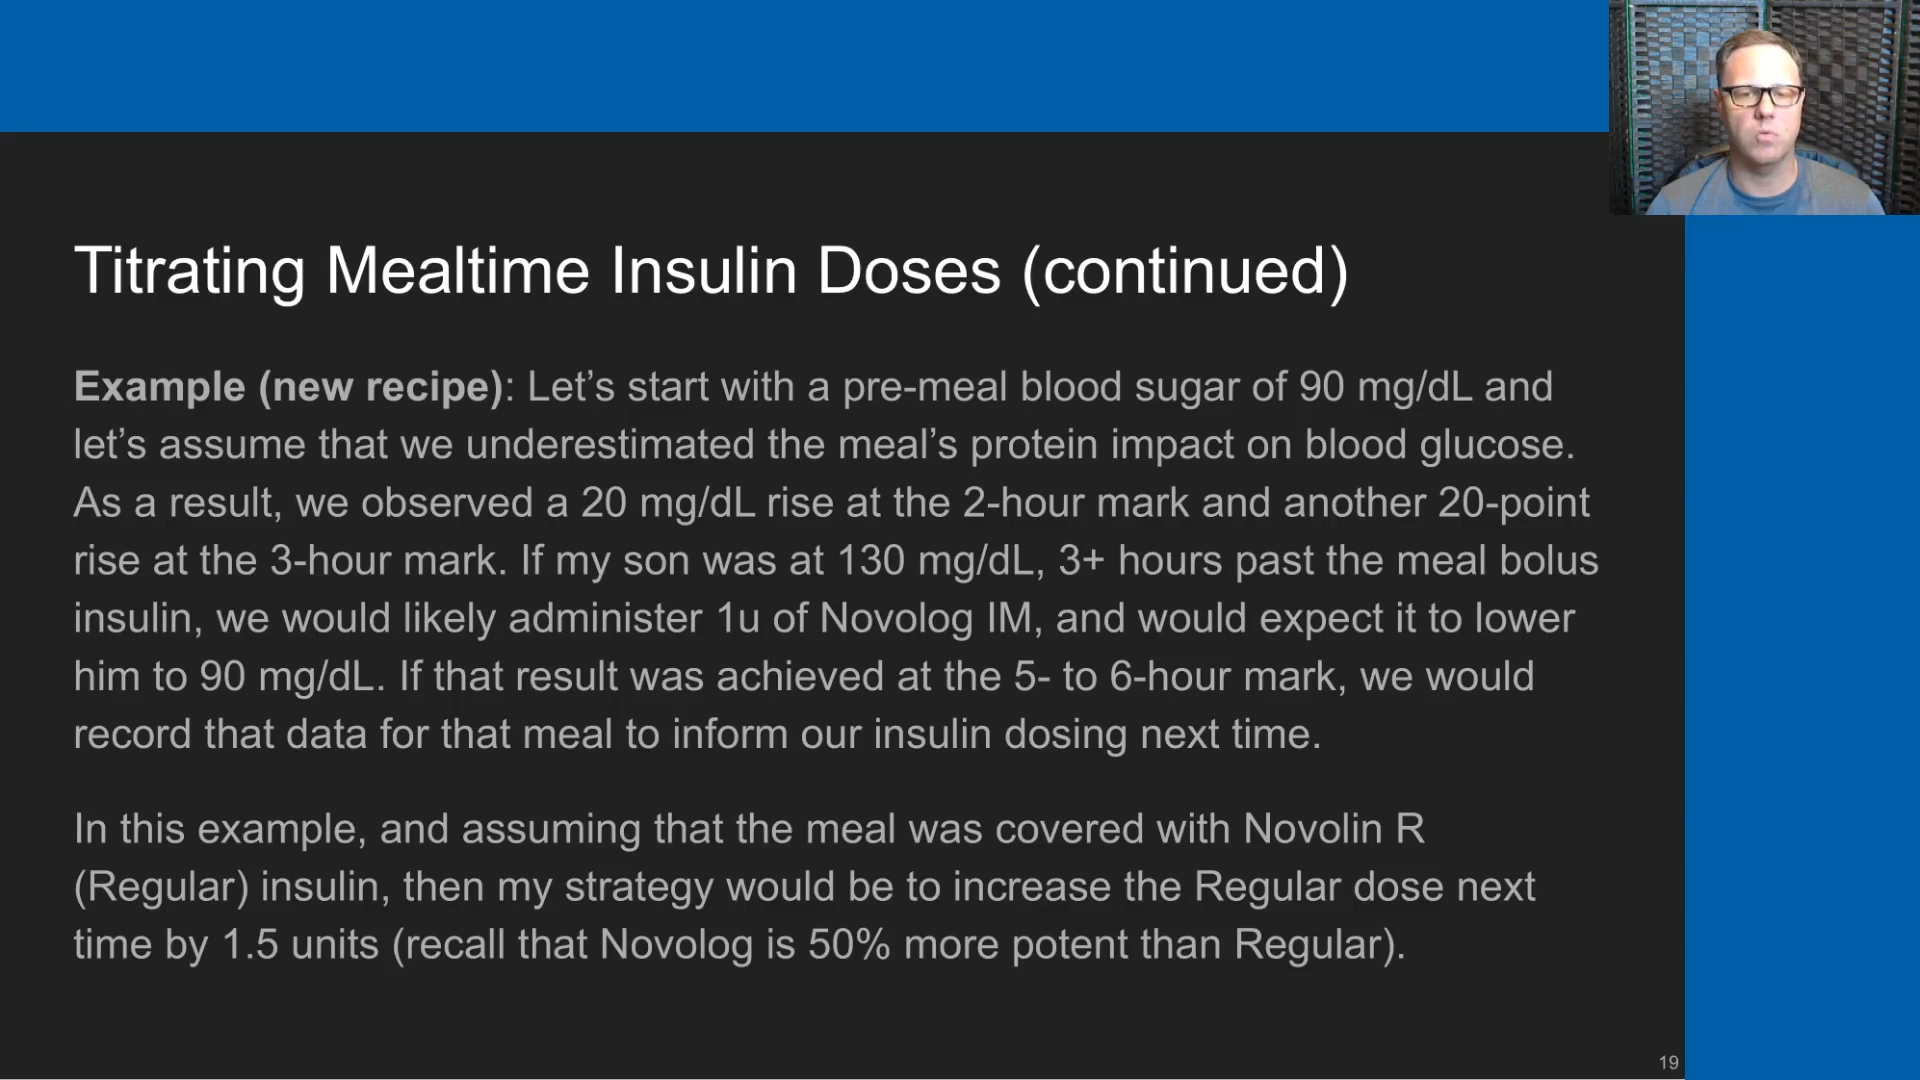 Titrating Mealtime Insulin Doses (continued)
Example (new recipe): Let’s start with a pre-meal blood sugar of 90 mg/dL and
let’s assume that we underestimated the meal’s protein impact on blood glucose.
As a result, we observed a 20 mg/dL rise at the 2-hour mark and another 20-point
rise at the 3-hour mark. If my son was at 130 mg/dL, 3+ hours past the meal bolus
insulin, we would likely administer 1u of Novolog IM, and would expect it to lower
him to 90 mg/dL. If that result was achieved at the 5- to 6-hour mark, we would
record that data for that meal to inform our insulin dosing next time.
In this example, and assuming that the meal was covered with Novolin R
(Regular) insulin, then my strategy would be to increase the Regular dose next
time by 1.5 units (recall that Novolog is 50% more potent than Regular).
19